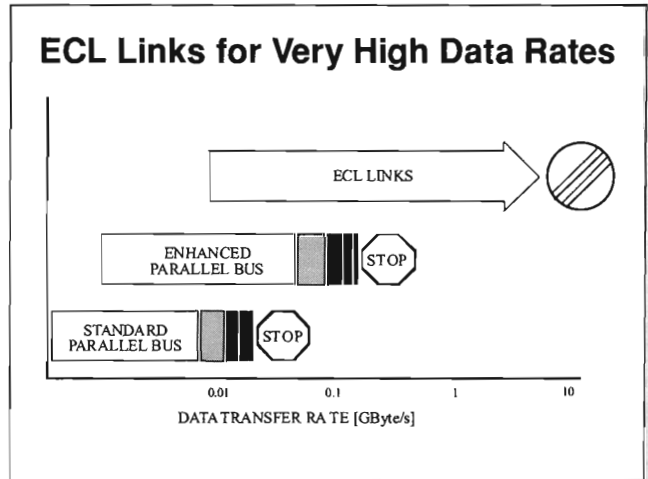 ECL Links for Very High Data Rates
ECL LINKS
ENHANCED
PARALLEL BUS
STOP
STANDARD
PARALLEL BUS
STOP
0.01 0.1 1 10
DATA TRANSFER RATE [GByte/s]